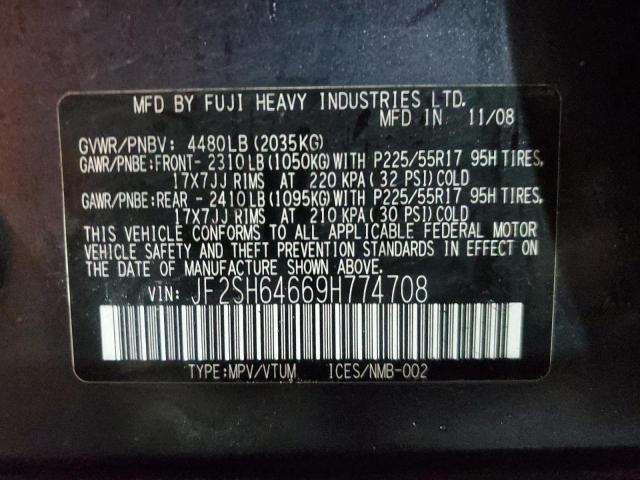 MFD BY FUJI HEAVY INDUSTRIES LTD.
MFD IN 11/08
GVWR/PNBV: 4480LB(2035KG)
GAWR/PNBE:FRONT- 2310LB(1050KG)WITH P225/55R17 95H TIRES,
17X7JJ RIMS AT 220 KPA(32 PSI)COLD
GAWR/PNBE:REAR - 2410LB(1095KG)WITH P225/55R17 95H TIRES,
17X7JJ RIMS AT 210 KPA(30 PSI)COLD
THIS VEHICLE CONFORMS TO ALL APPLICABLE FEDERAL MOTOR
VEHICLE SAFETY AND THEFT PREVENTION STANDARDS IN EFFECT ON
THE DATE OF MANUFACTURE SHOWN ABOVE.
VIN: JF2SH64669H774708
TYPE:MPV/VTUM ICES/NMB-002